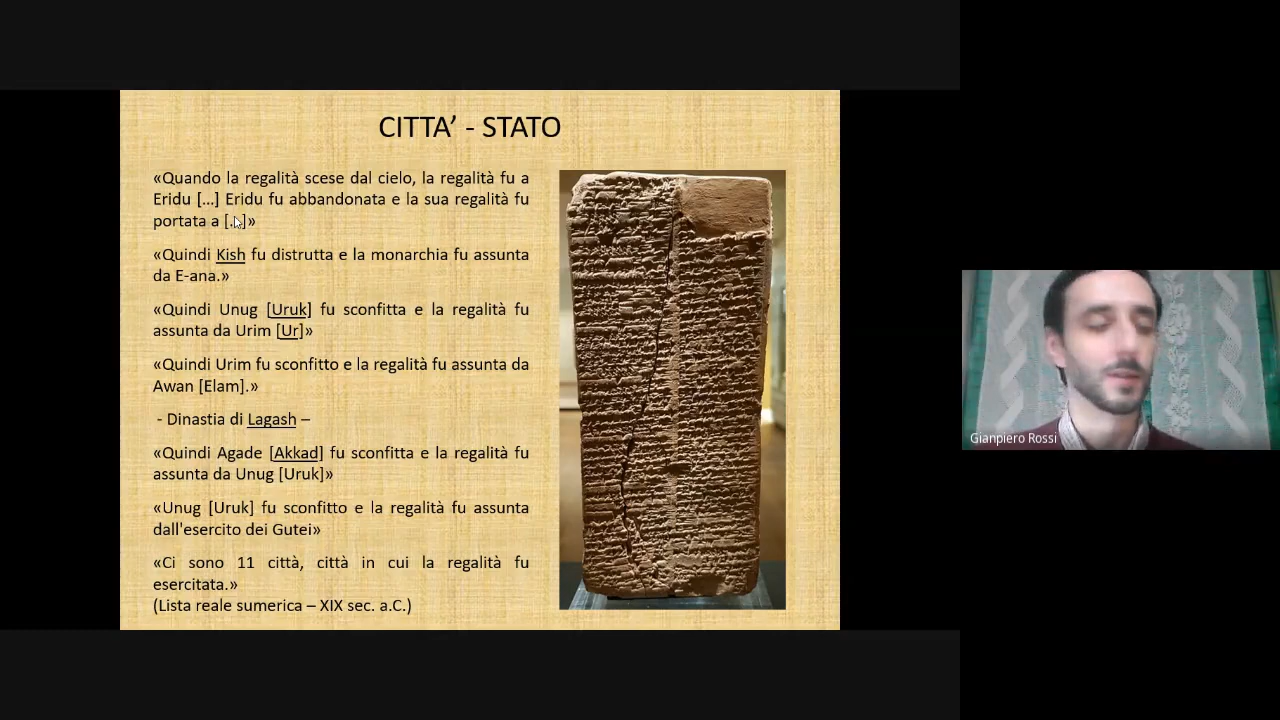 CITTA’ - STATO
«Quando la regalità scese dal cielo, la regalità fu a
Eridu [...] Eridu fu abbandonata e la sua regalità fu
portata a [..]»
«Quindi Kish fu distrutta e la monarchia fu assunta
da E-ana.»
«Quindi Unug [Uruk] fu sconfitta e la regalità fu
assunta da Urim [Ur]»
«Quindi Urim fu sconfitto e la regalità fu assunta da
Awan [Elam].»
- Dinastia di Lagash –
«Quindi Agade [Akkad] fu sconfitta e la regalità fu
assunta da Unug [Uruk]»
«Unug [Uruk] fu sconfitto e la regalità fu assunta
dall'esercito dei Gutei»
«Ci sono 11 città, città in cui la regalità fu
esercitata.»
(Lista reale sumerica – XIX sec. a.C.)
Gianpiero Rossi